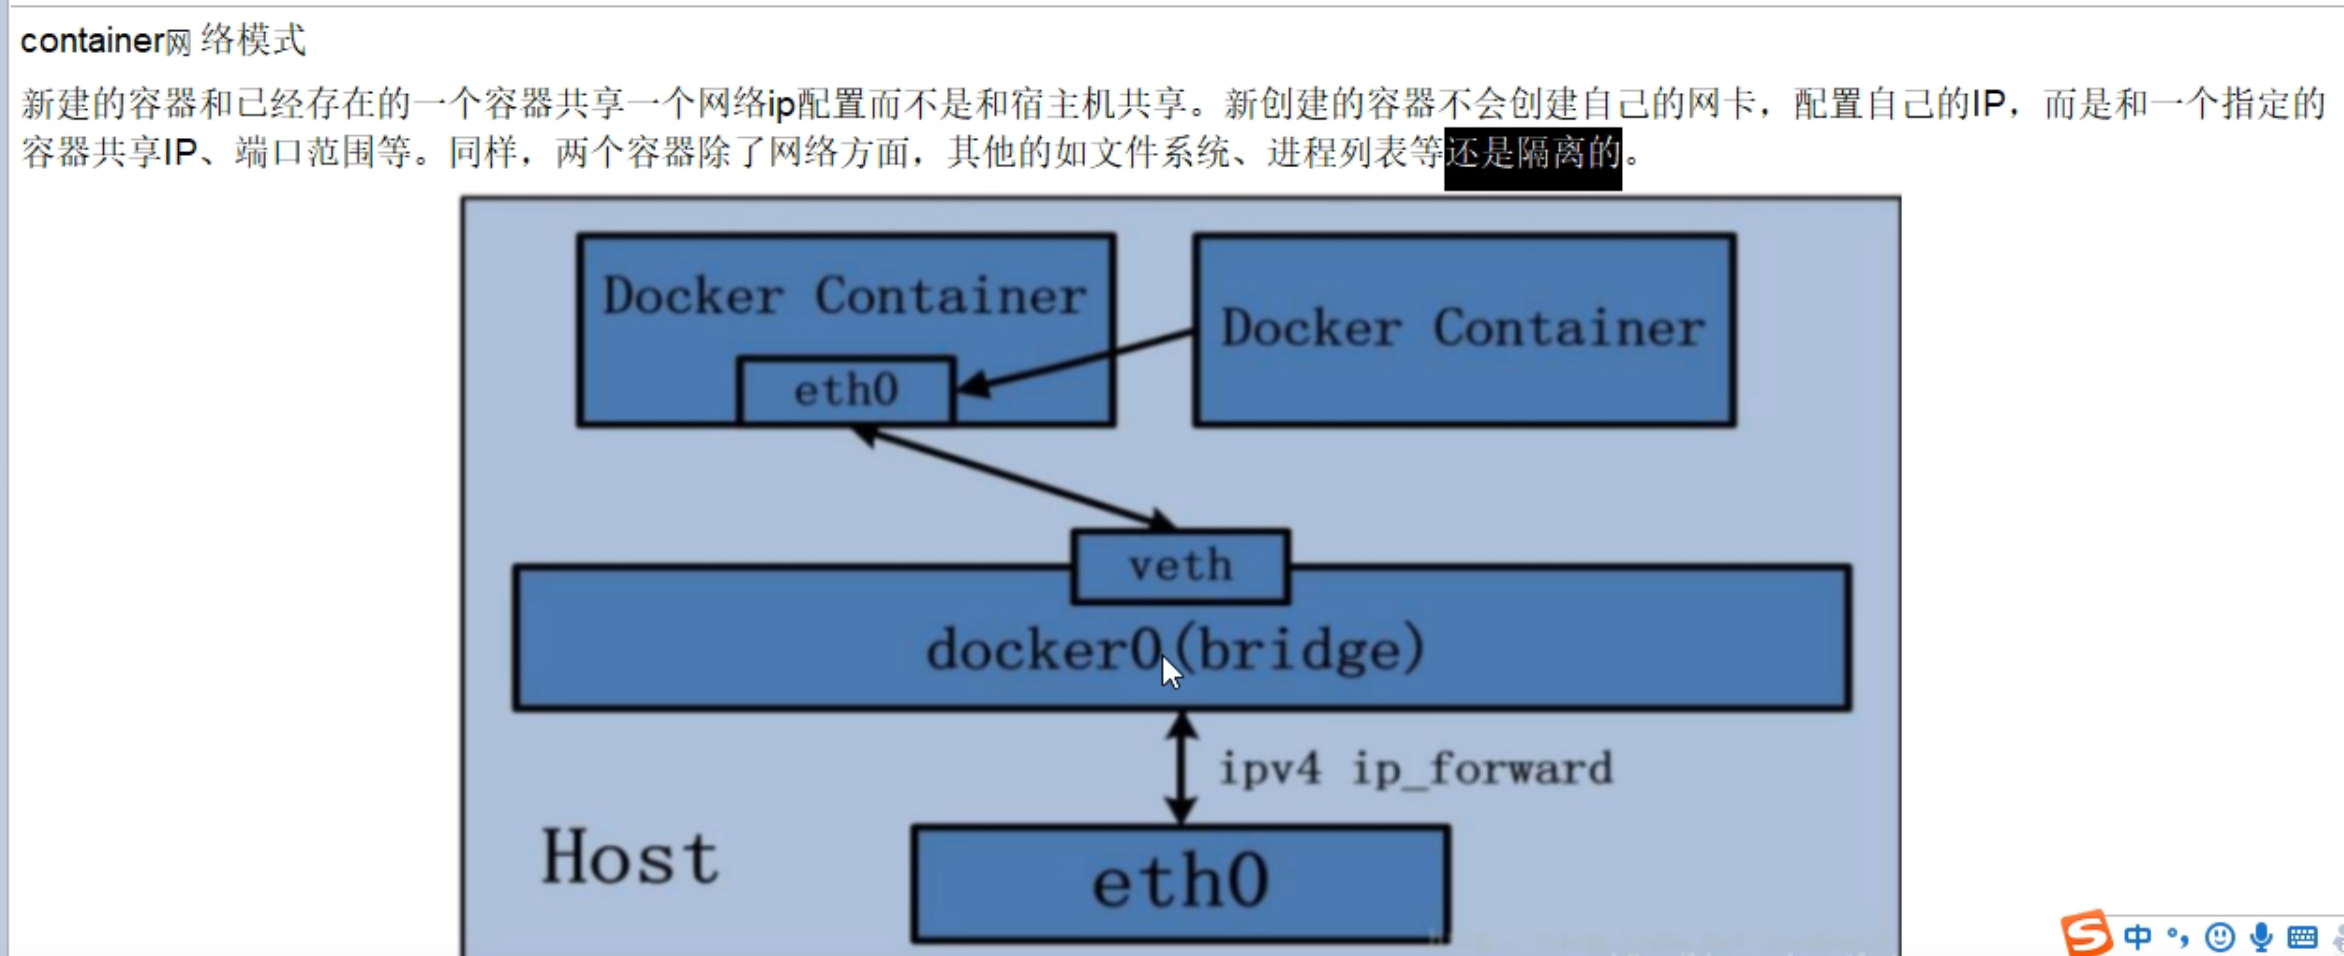 container网 络模式
新建的容器和已经存在的一个容器共享一个网络ip配置而不是和宿主机共享。新创建的容器不会创建自己的网卡，配置自己的IP，而是和一个指定的
容器共享IP、端口范围等。同样，两个容器除了网络方面，其他的如文件系统、进程列表等还是隔离的。
Docker Container
Docker Container
eth0
veth
docker0(bridge)
ipv4 ip_forward
Host
eth0
中